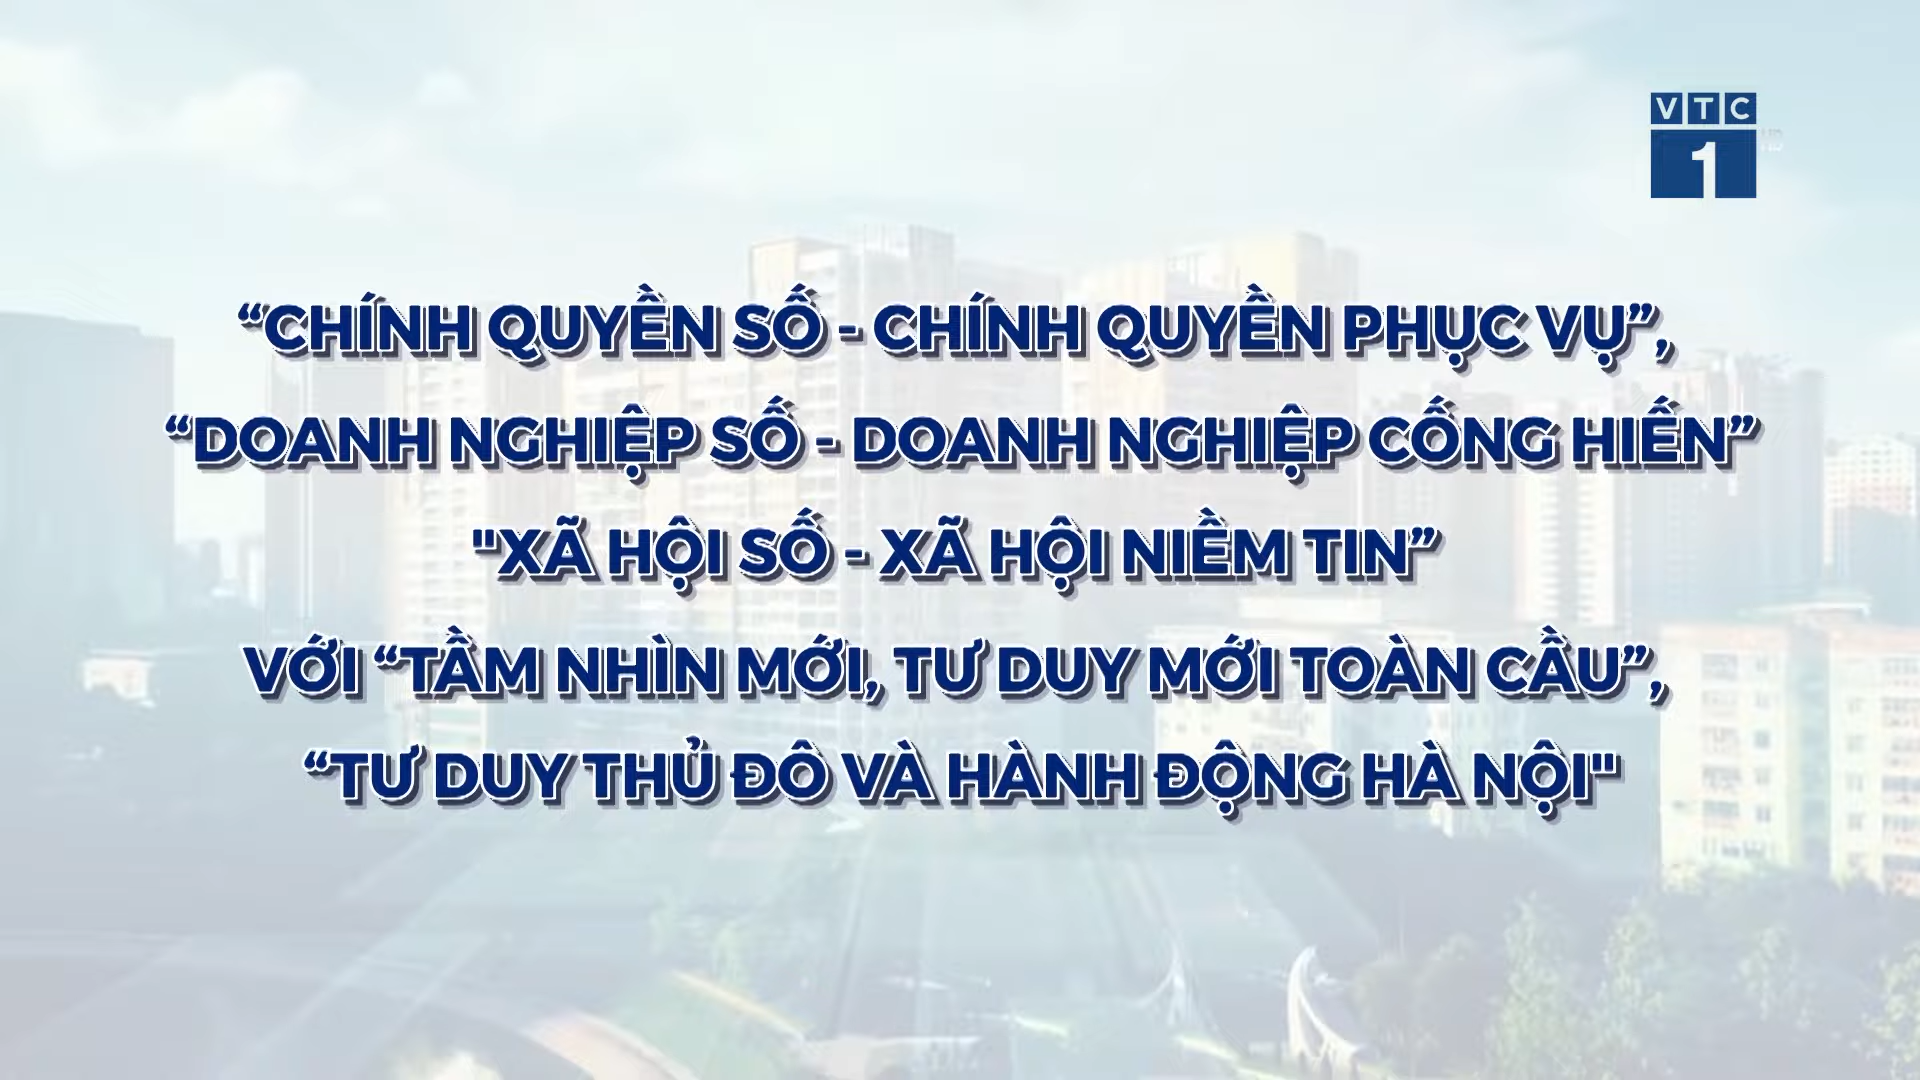 VTC
1
HD
“CHÍNH QUYỀN SỐ - CHÍNH QUYỀN PHỤC VỤ”,
“DOANH NGHIỆP SỐ - DOANH NGHIỆP CỐNG HIẾN”
"XÃ HỘI SỐ - XÃ HỘI NIỀM TIN”
VỚI “TẦM NHÌN MỚI, TƯ DUY MỚI TOÀN CẦU”,
“TƯ DUY THỦ ĐÔ VÀ HÀNH ĐỘNG HÀ NỘI"